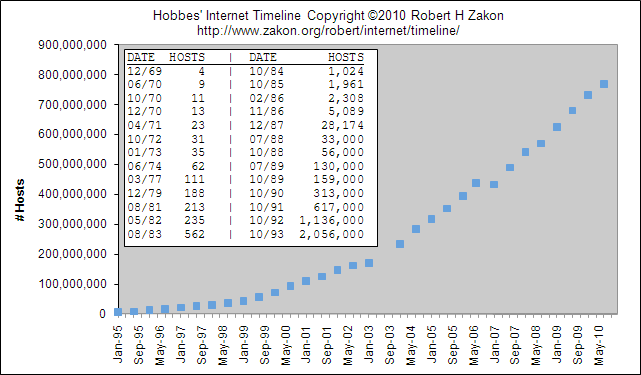 Hobbes' Internet Timeline Copyright ©2010 Robert H Zakon
http://www.zakon.org/robert/internet/timeline/
900,000,000
800,000,000
700,000,000
600,000,000
500,000,000
400,000,000
300,000,000
200,000,000
100,000,000
0
# Hosts
DATE HOSTS | DATE HOSTS
12/69 4 | 10/84 1,024
06/70 9 | 10/85 1,961
10/70 11 | 02/86 2,308
12/70 13 | 11/86 5,089
04/71 23 | 12/87 28,174
10/72 31 | 07/88 33,000
01/73 35 | 10/88 56,000
06/74 62 | 07/89 130,000
03/77 111 | 10/89 159,000
12/79 188 | 10/90 313,000
08/81 213 | 10/91 617,000
05/82 235 | 10/92 1,136,000
08/83 562 | 10/93 2,056,000
Jan-95
Sep-95
May-96
Jan-97
Sep-97
May-98
Jan-99
Sep-99
May-00
Jan-01
Sep-01
May-02
Jan-03
Sep-03
May-04
Jan-05
Sep-05
May-06
Jan-07
Sep-07
May-08
Jan-09
Sep-09
May-10